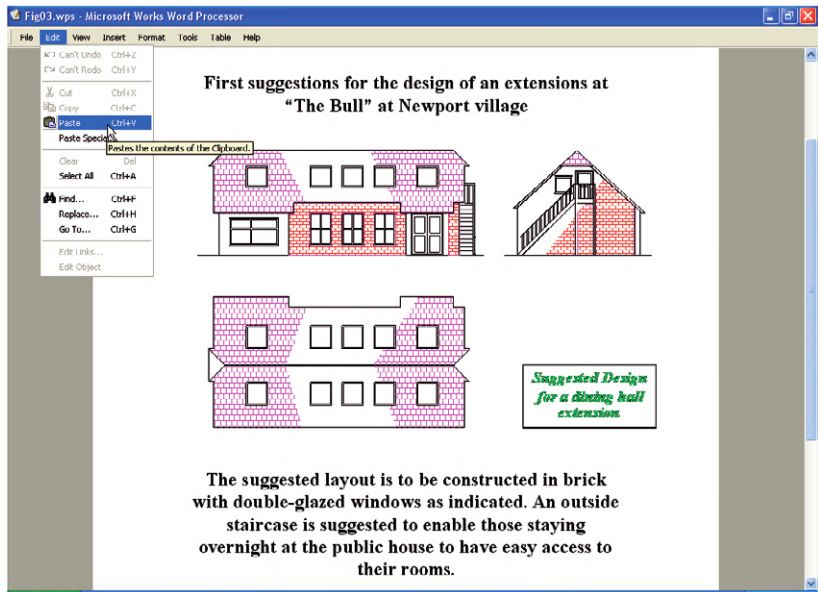 Fig03.wps - Microsoft Works Word Processor
File Edit View Insert Format Tools Table Help
Can't Undo Ctrl+Z
Can't Redo Ctrl+Y
Cut Ctrl+X
Copy Ctrl+C
Paste Ctrl+V
Paste Special
Pastes the contents of the Clipboard.
Clear Del
Select All Ctrl+A
Find... Ctrl+F
Replace... Ctrl+H
Go To... Ctrl+G
Edit Links...
Edit Object
First suggestions for the design of an extensions at
“The Bull” at Newport village
Suggested Design
for a dining hall
extension
The suggested layout is to be constructed in brick
with double-glazed windows as indicated. An outside
staircase is suggested to enable those staying
overnight at the public house to have easy access to
their rooms.